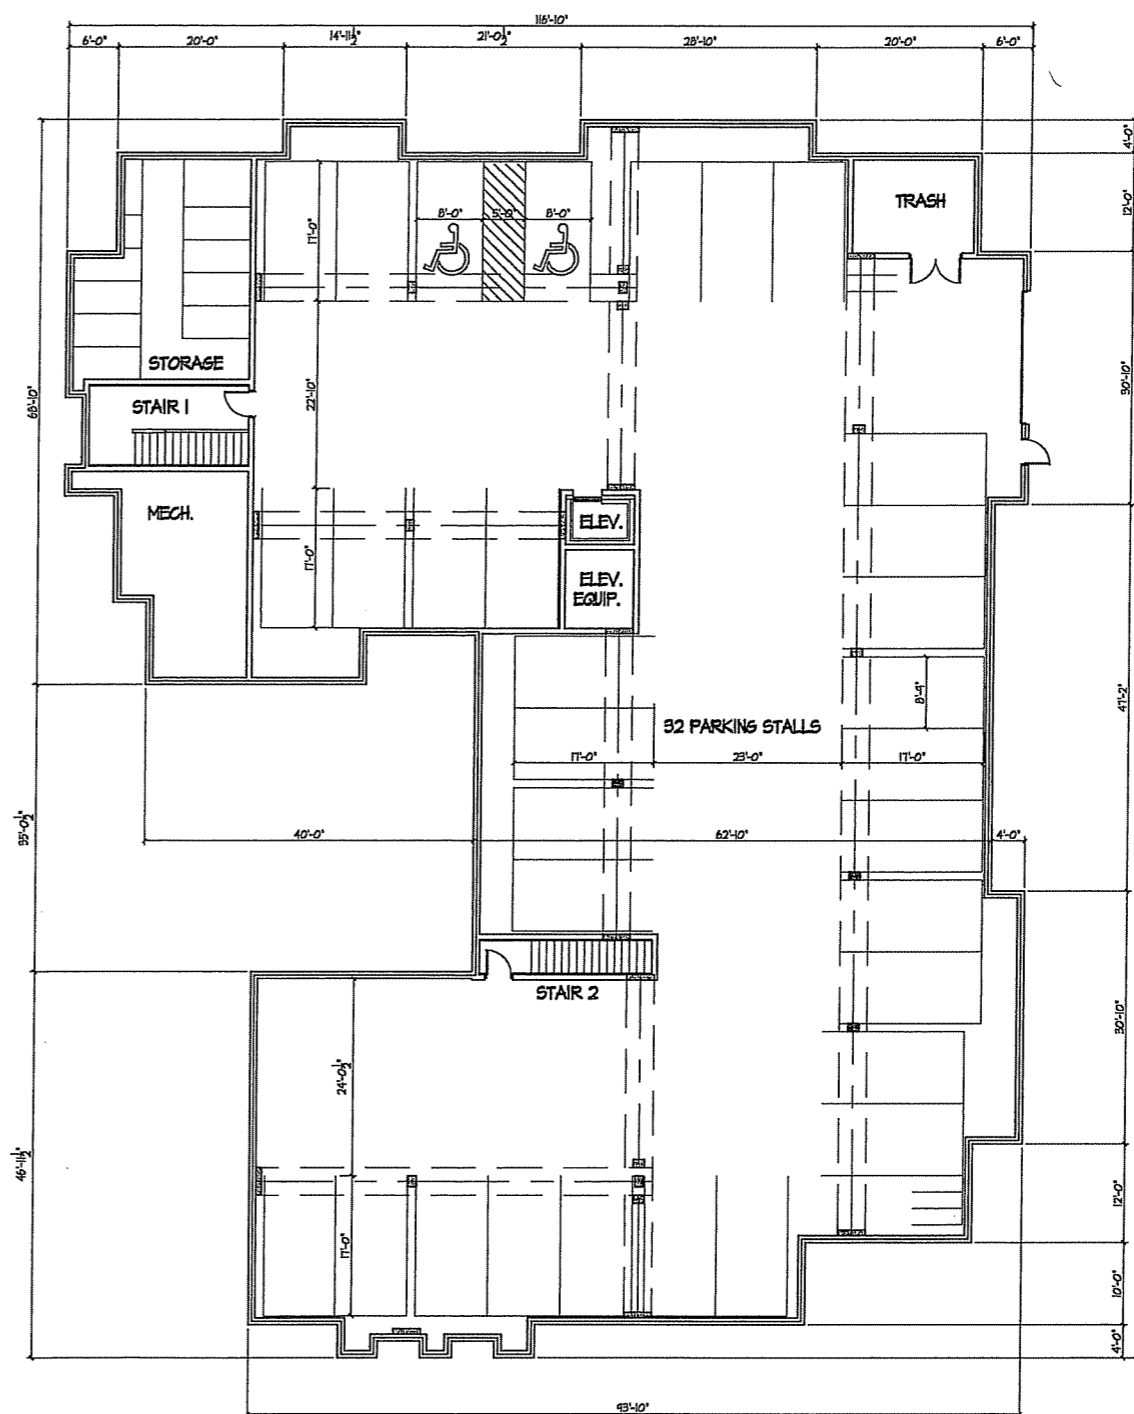 116'-10"
6'-0" 20'-0" 14'-11½" 21'-0½" 28'-10" 20'-0" 6'-0"
4'-0"
12'-0"
TRASH
8'-0" 5'-0" 8'-0"
17'-0"
STORAGE
30'-10"
68'-10"
STAIR 1
22'-10"
MECH.
ELEV.
17'-0"
ELEV.
EQUIP.
8'-9"
47'-2"
32 PARKING STALLS
17'-0" 23'-0" 17'-0"
35'-0½"
40'-0" 62'-10" 4'-0"
STAIR 2
30'-10"
24'-0½"
46'-11½"
12'-0"
17'-0"
10'-0"
4'-0"
93'-10"